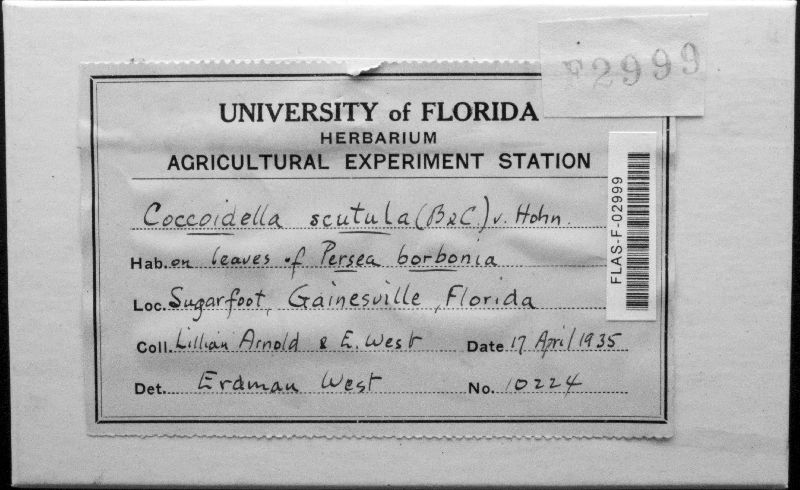 F2999
UNIVERSITY of FLORIDA
HERBARIUM
AGRICULTURAL EXPERIMENT STATION
Coccoidella scutula (B&C.) v. Hohn.
Hab. on leaves of Persea borbonia
Loc. Sugarfoot, Gainesville, Florida
Coll. Lillian Arnold & E. West Date 17 April 1935
Det. Erdman West No. 10224
FLAS-F-02999